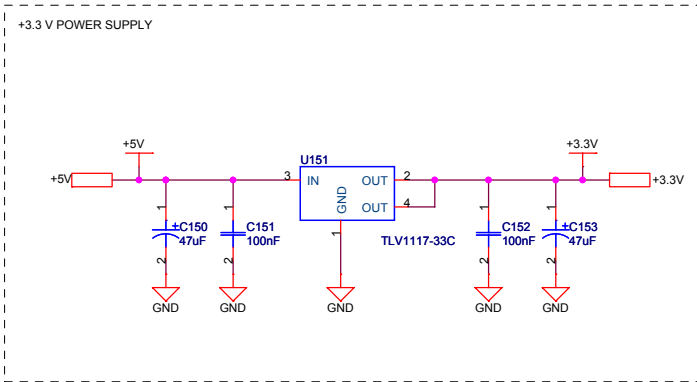 +3.3 V POWER SUPPLY
+5V
+3.3V
U151
+5V
3
IN
OUT
2
+3.3V
GND
OUT
4
1
1
1
1
1
±C150
47uF
C151
100nF
TLV1117-33C
C152
100nF
±C153
47uF
2
2
2
2
GND
GND
GND
GND
GND